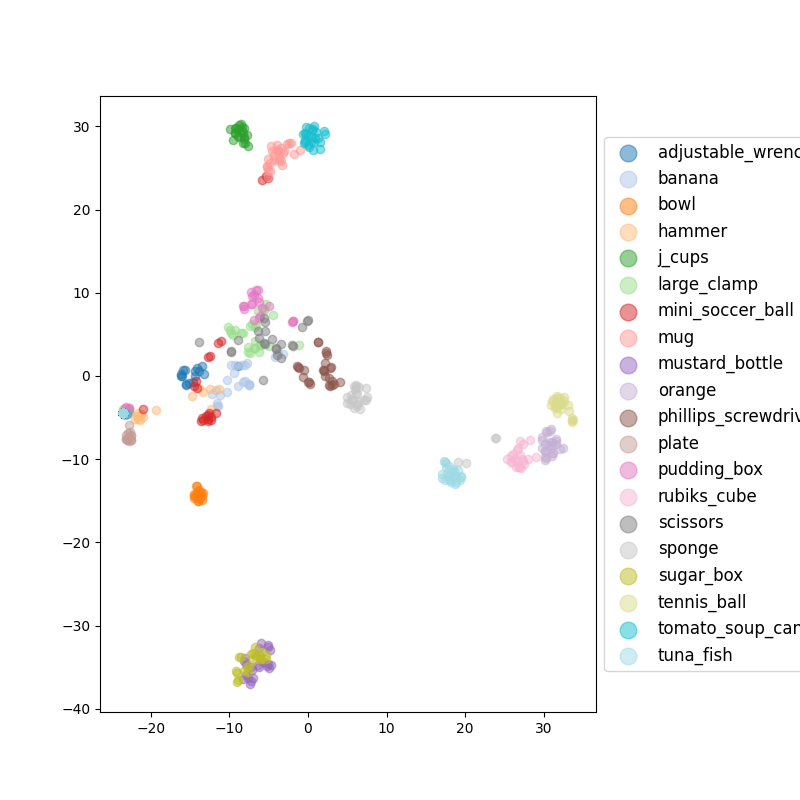 30
20
10
0
−10
−20
−30
−40
−20
−10
0
10
20
30
adjustable_wrenc
banana
bowl
hammer
j_cups
large_clamp
mini_soccer_ball
mug
mustard_bottle
orange
phillips_screwdriv
plate
pudding_box
rubiks_cube
scissors
sponge
sugar_box
tennis_ball
tomato_soup_can
tuna_fish